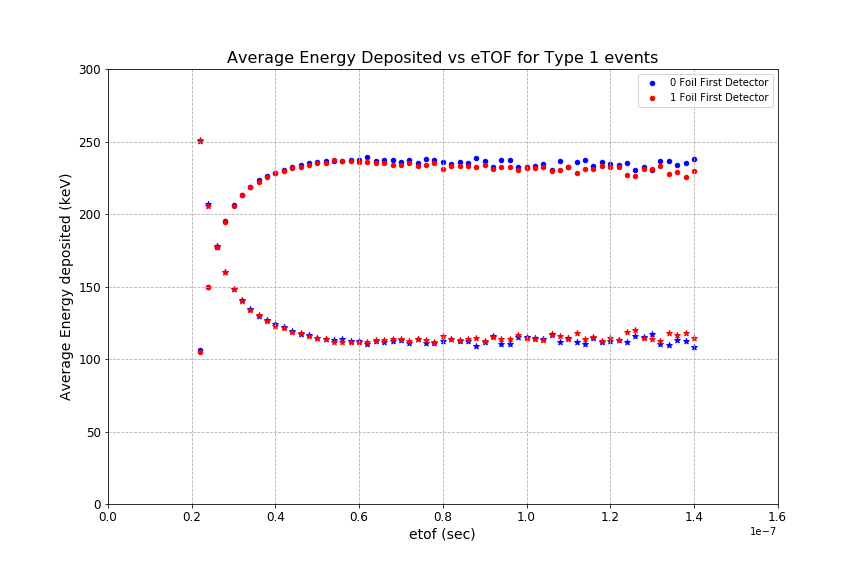 Average Energy Deposited vs eTOF for Type 1 events
0 Foil First Detector
1 Foil First Detector
Average Energy deposited (keV)
300
250
200
150
100
50
0
0.0 0.2 0.4 0.6 0.8 1.0 1.2 1.4 1.6
1e−7
etof (sec)